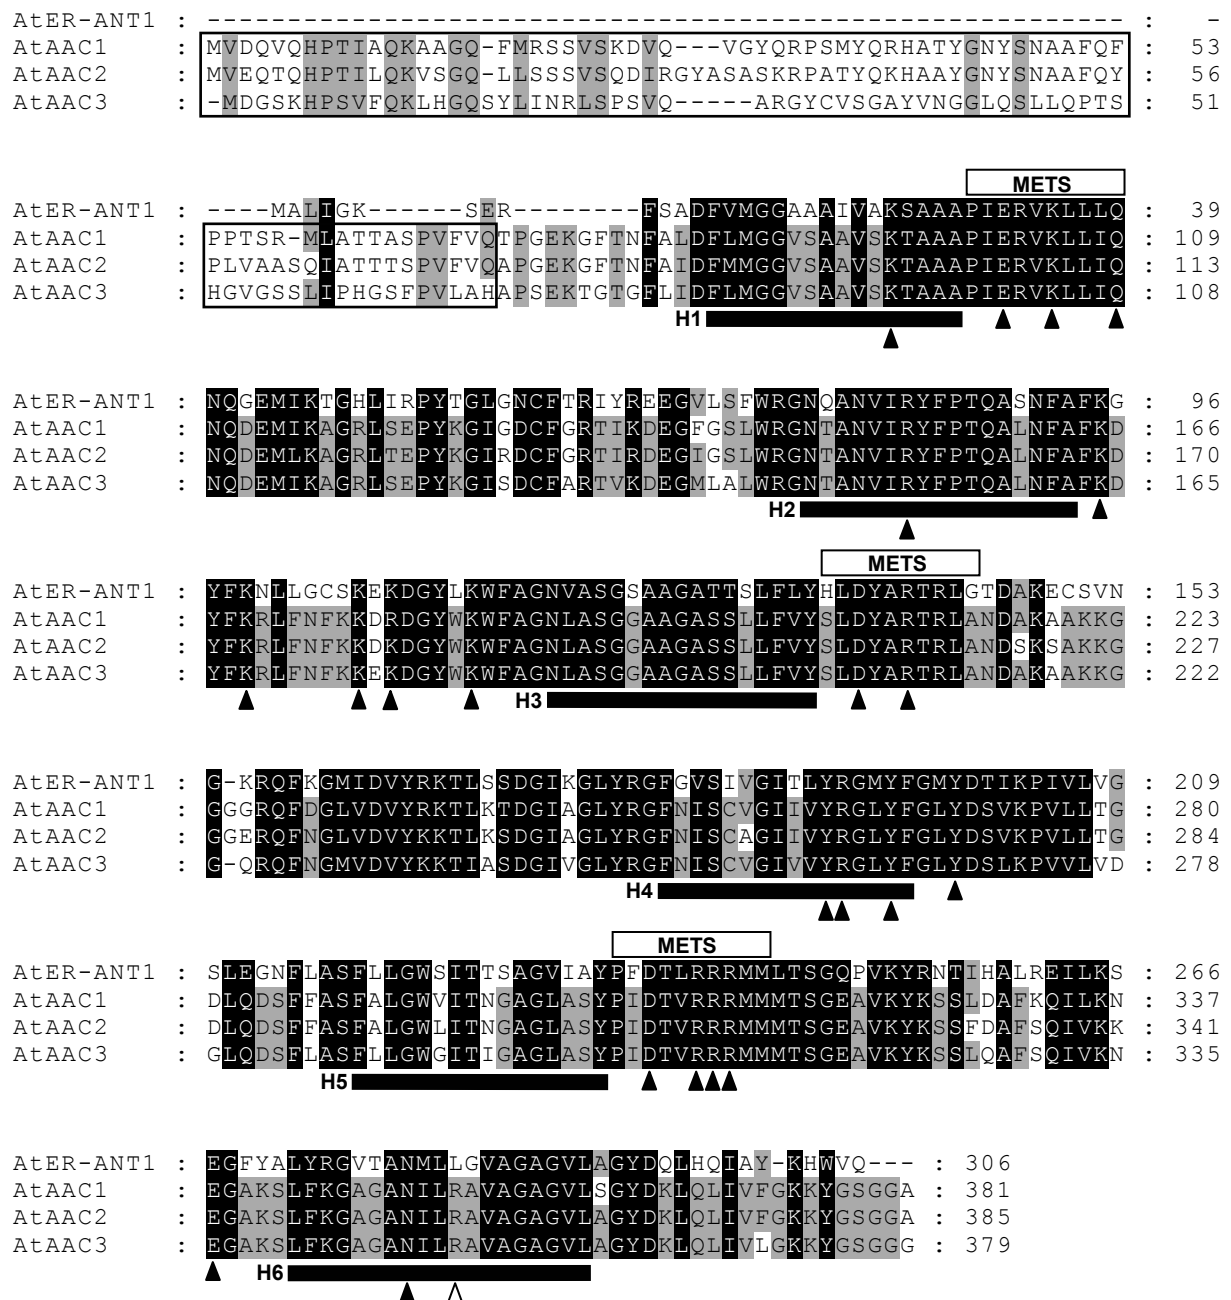 AtER-ANT1 : --------------------------------------------------------- : -
AtAAC1 : MVDQVQHPTIAQKAAGQ-FMRSSVSKDVQ---VGYQRPSMYQRHATYGNYSNAAFQF : 53
AtAAC2 : MVEQTQHPTILQKVSGQ-LLSSSVSQDIRGYASASKRPATYQKHAAYGNYSNAAFQY : 56
AtAAC3 : -MDGSKHPSVFQKLHGQSYLINRLSPSVQ-----ARGYCVSGAYVNGGLQSLLQPTS : 51
METS
AtER-ANT1 : ----MALIGK------SER--------FSADFVMGGAAAIVAKSAAAPIERVKLLLQ : 39
AtAAC1 : PPTSR-MLATTASPVFVQTPGEKGFTNFALDFLMGGVSAAVSKTAAAPIERVKLLIQ : 109
AtAAC2 : PLVAASQIATTTSPVFVQAPGEKGFTNFAIDFMMGGVSAAVSKTAAAPIERVKLLIQ : 113
AtAAC3 : HGVGSSLIPHGSFPVLAHAPSEKTGTGFLIDFLMGGVSAAVSKTAAAPIERVKLLIQ : 108
H1
AtER-ANT1 : NQGEMIKTGHLIRPYTGLGNCFTRIYREEGVLSFWRGNQANVIRYFPTQASNFAFKG : 96
AtAAC1 : NQDEMIKAGRLSEPYKGIGDCFGRTIKDEGFGSLWRGNTANVIRYFPTQALNFAFKD : 166
AtAAC2 : NQDEMLKAGRLTEPYKGIRDCFGRTIRDEGIGSLWRGNTANVIRYFPTQALNFAFKD : 170
AtAAC3 : NQDEMIKAGRLSEPYKGISDCFARTVKDEGMLALWRGNTANVIRYFPTQALNFAFKD : 165
H2
METS
AtER-ANT1 : YFKNLLGCSKEKDGYLKWFAGNVASGSAAGATTSLFLYHLDYARTRLGTDAKECSVN : 153
AtAAC1 : YFKRLFNFKKDRDGYWKWFAGNLASGGAAGASSLLFVYSLDYARTRLANDAKAAKKG : 223
AtAAC2 : YFKRLFNFKKDKDGYWKWFAGNLASGGAAGASSLLFVYSLDYARTRLANDSKSAKKG : 227
AtAAC3 : YFKRLFNFKKEKDGYWKWFAGNLASGGAAGASSLLFVYSLDYARTRLANDAKAAKKG : 222
H3
AtER-ANT1 : G-KRQFKGMIDVYRKTLSSDGIKGLYRGFGVSIVGITLYRGMYFGMYDTIKPIVLVG : 209
AtAAC1 : GGGRQFDGLVDVYRKTLKTDGIAGLYRGFNISCVGIIVYRGLYFGLYDSVKPVLLTG : 280
AtAAC2 : GGERQFNGLVDVYKKTLKSDGIAGLYRGFNISCAGIIVYRGLYFGLYDSVKPVLLTG : 284
AtAAC3 : G-QRQFNGMVDVYKKTIASDGIVGLYRGFNISCVGIVVYRGLYFGLYDSLKPVVLVD : 278
H4
METS
AtER-ANT1 : SLEGNFLASFLLGWSITTSAGVIAYPFDTLRRRMMLTSGQPVKYRNTIHALREILKS : 266
AtAAC1 : DLQDSFFASFALGWVITNGAGLASYPIDTVRRRMMMTSGEAVKYKSSLDAFKQILKN : 337
AtAAC2 : DLQDSFFASFALGWLITNGAGLASYPIDTVRRRMMMTSGEAVKYKSSFDAFSQIVKK : 341
AtAAC3 : GLQDSFLASFLLGWGITIGAGLASYPIDTVRRRMMMTSGEAVKYKSSLQAFSQIVKN : 335
H5
AtER-ANT1 : EGFYALYRGVTANMLLGVAGAGVLAGYDQLHQIAY-KHWVQ--- : 306
AtAAC1 : EGAKSLFKGAGANILRAVAGAGVLSGYDKLQLIVFGKKYGSGGA : 381
AtAAC2 : EGAKSLFKGAGANILRAVAGAGVLAGYDKLQLIVFGKKYGSGGA : 385
AtAAC3 : EGAKSLFKGAGANILRAVAGAGVLAGYDKLQLIVLGKKYGSGGG : 379
H6